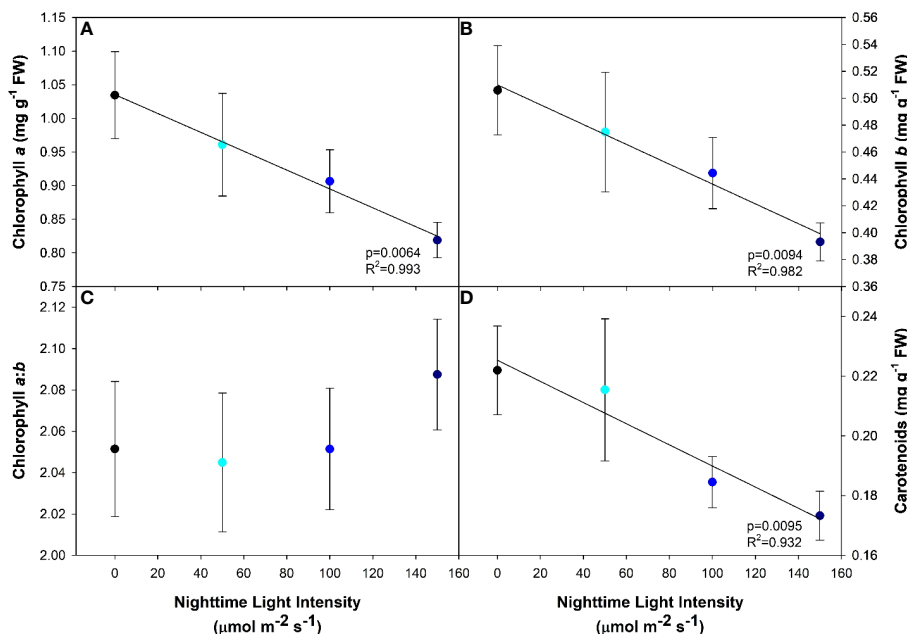 A
Chlorophyll a (mg g-1 FW)
1.15
1.10
1.05
1.00
0.95
0.90
0.85
0.80
0.75
p=0.0064
R2=0.993
B
0.56
0.54
0.52
0.50
0.48
0.46
0.44
0.42
0.40
0.38
0.36
Chlorophyll b (mg g-1 FW)
p=0.0094
R2=0.982
C
Chlorophyll a:b
2.12
2.10
2.08
2.06
2.04
2.02
2.00
0 20 40 60 80 100 120 140 160
Nighttime Light Intensity
(μmol m-2 s-1)
D
0.24
0.22
0.20
0.18
0.16
Carotenoids (mg g-1 FW)
p=0.0095
R2=0.932
0 20 40 60 80 100 120 140 160
Nighttime Light Intensity
(μmol m-2 s-1)